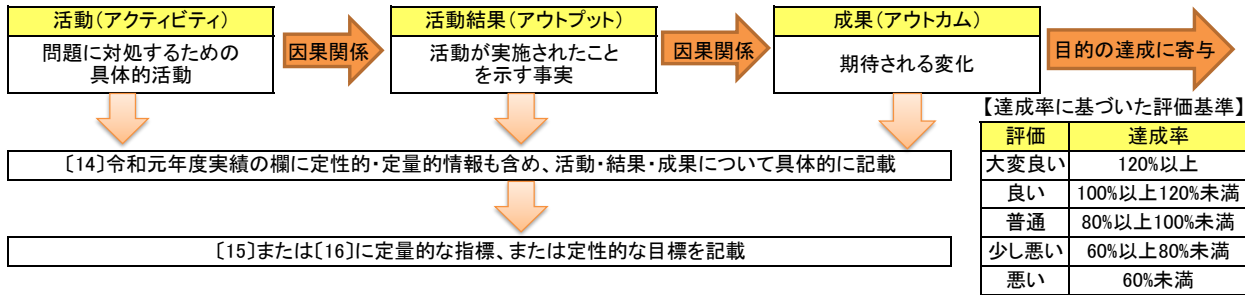 活動（アクティビティ）
問題に対処するための
具体的活動
因果関係
活動結果（アウトプット）
活動が実施されたこと
を示す事実
因果関係
成果（アウトカム）
期待される変化
目的の達成に寄与
〔14〕令和元年度実績の欄に定性的・定量的情報も含め、活動・結果・成果について具体的に記載
〔15〕または〔16〕に定量的な指標、または定性的な目標を記載
【達成率に基づいた評価基準】
評価 達成率
大変良い 120%以上
良い 100%以上120%未満
普通 80%以上100%未満
少し悪い 60%以上80%未満
悪い 60%未満